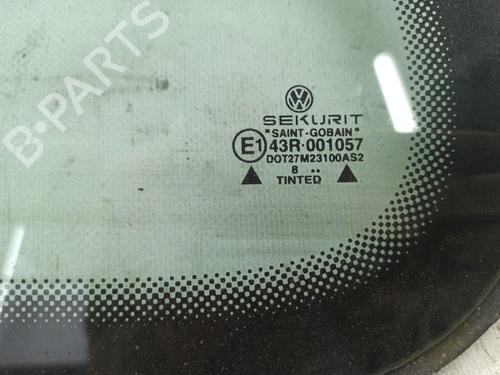 B-PARTS
SEKURIT
"SAINT-GOBAIN"
E1 43R-001057
DOT27M23100AS2
8 ..
TINTED